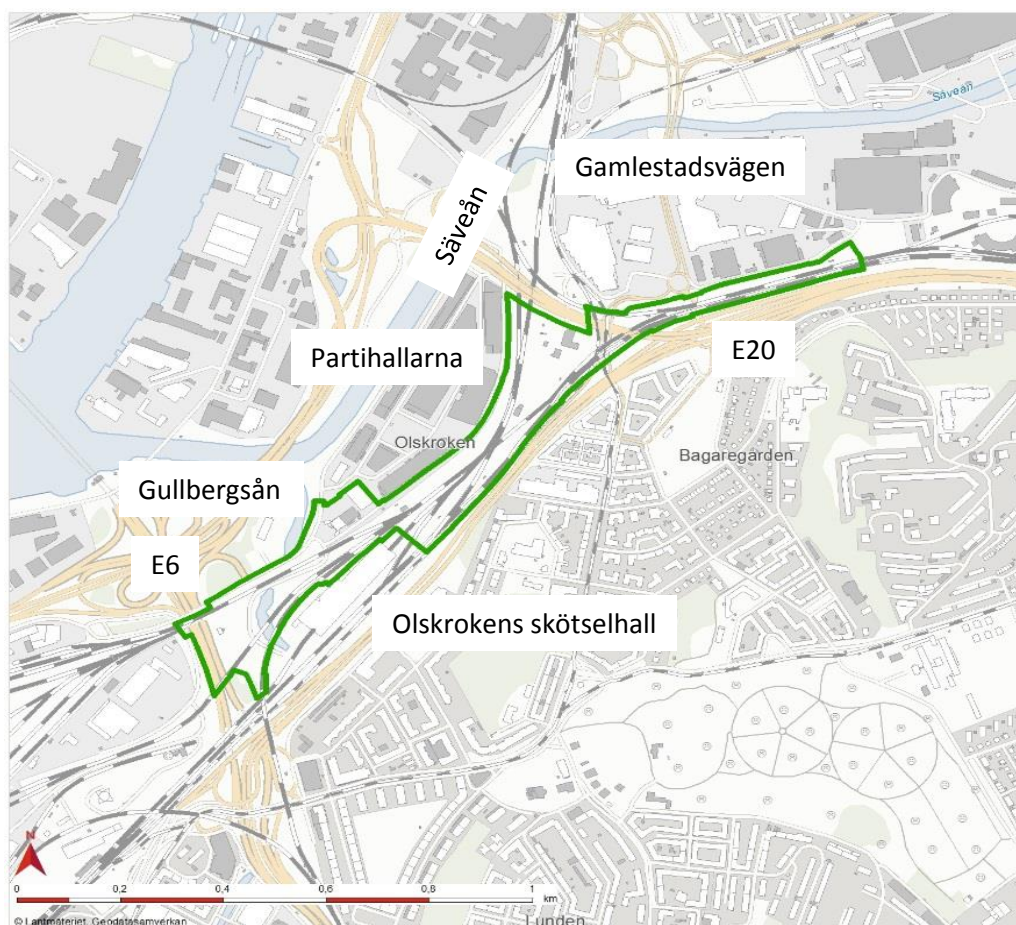 Säveån
Gamlestadsvägen
Säveån
Partihallarna
E20
Olskroken
Bagaregården
Gullbergsån
E6
Olskrokens skötselhall
N
0 0,2 0,4 0,6 0,8 1
km
© Lantmäteriet, Geodatasamverkan
Lunden